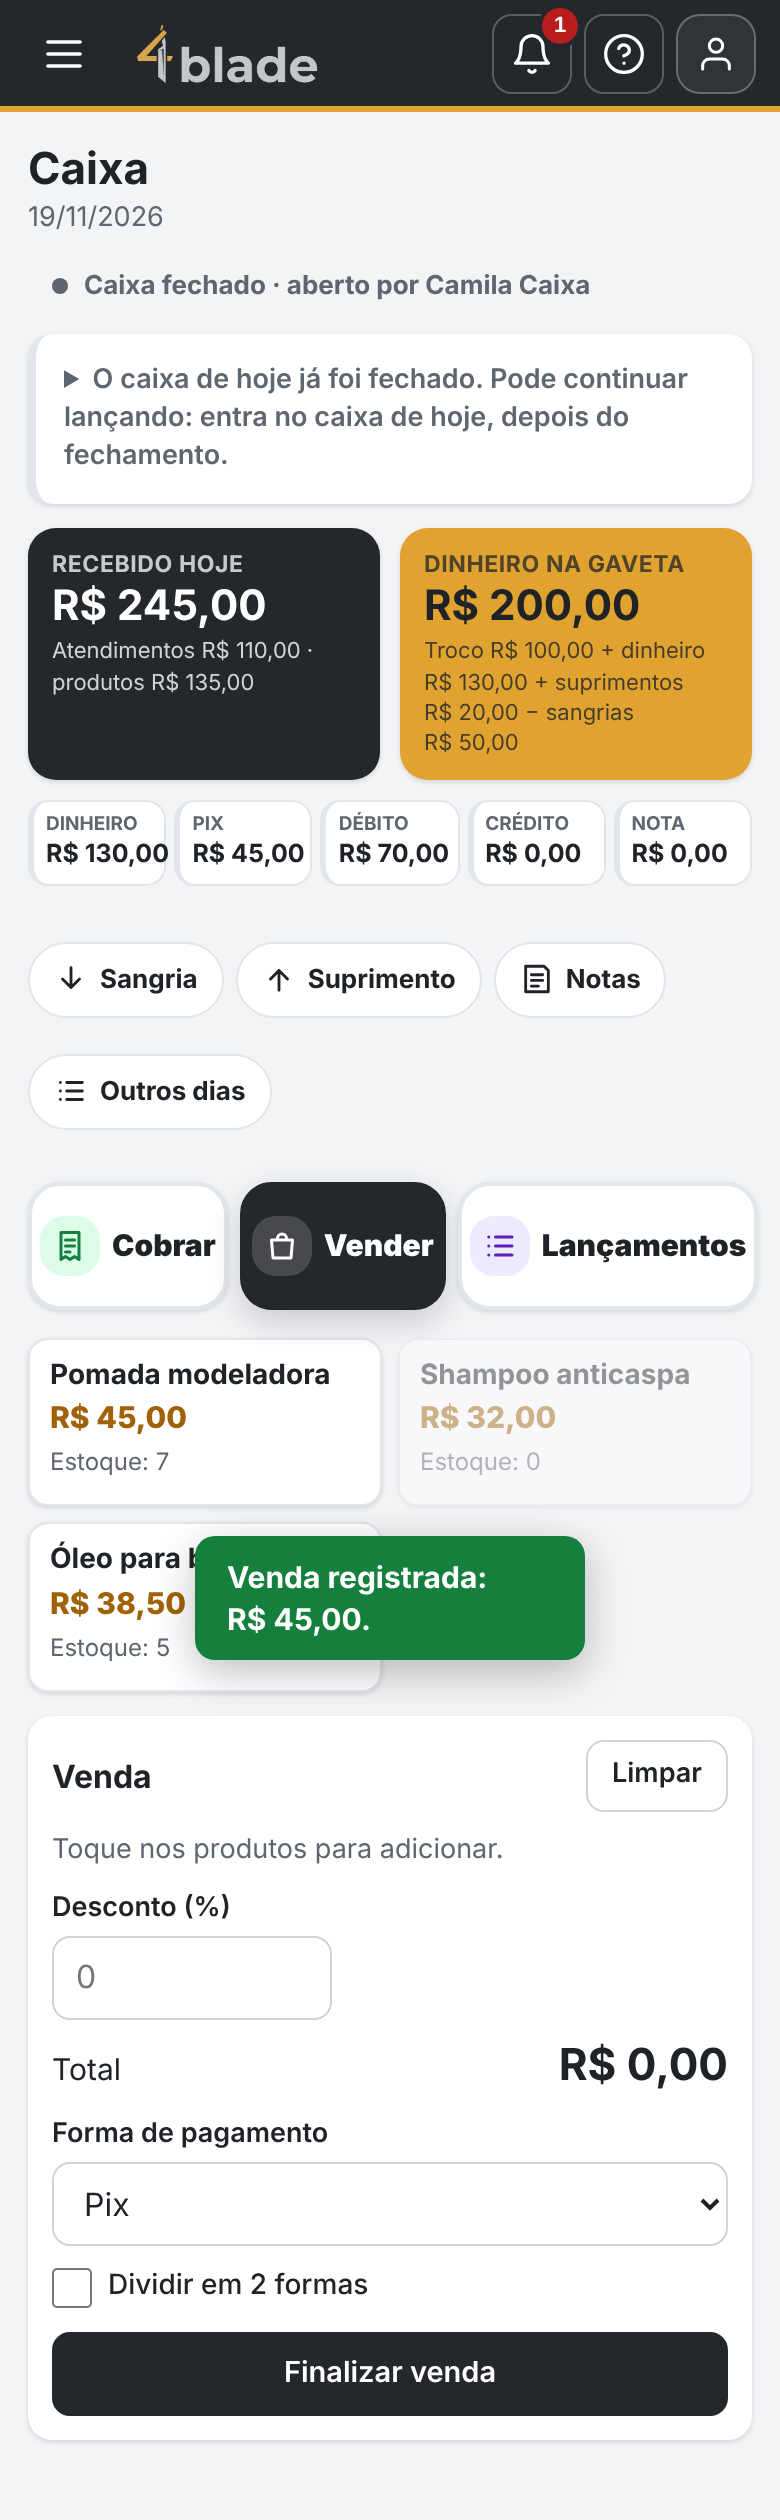 4blade
1
Caixa
19/11/2026
Caixa fechado · aberto por Camila Caixa
O caixa de hoje já foi fechado. Pode continuar
lançando: entra no caixa de hoje, depois do
fechamento.
RECEBIDO HOJE
R$ 245,00
Atendimentos R$ 110,00 ·
produtos R$ 135,00
DINHEIRO NA GAVETA
R$ 200,00
Troco R$ 100,00 + dinheiro
R$ 130,00 + suprimentos
R$ 20,00 − sangrias
R$ 50,00
DINHEIRO
R$ 130,00
PIX
R$ 45,00
DÉBITO
R$ 70,00
CRÉDITO
R$ 0,00
NOTA
R$ 0,00
Sangria
Suprimento
Notas
Outros dias
Cobrar
Vender
Lançamentos
Pomada modeladora
R$ 45,00
Estoque: 7
Shampoo anticaspa
R$ 32,00
Estoque: 0
Óleo para
R$ 38,50
Estoque: 5
Venda registrada:
R$ 45,00.
Venda
Limpar
Toque nos produtos para adicionar.
Desconto (%)
0
Total
R$ 0,00
Forma de pagamento
Pix
Dividir em 2 formas
Finalizar venda